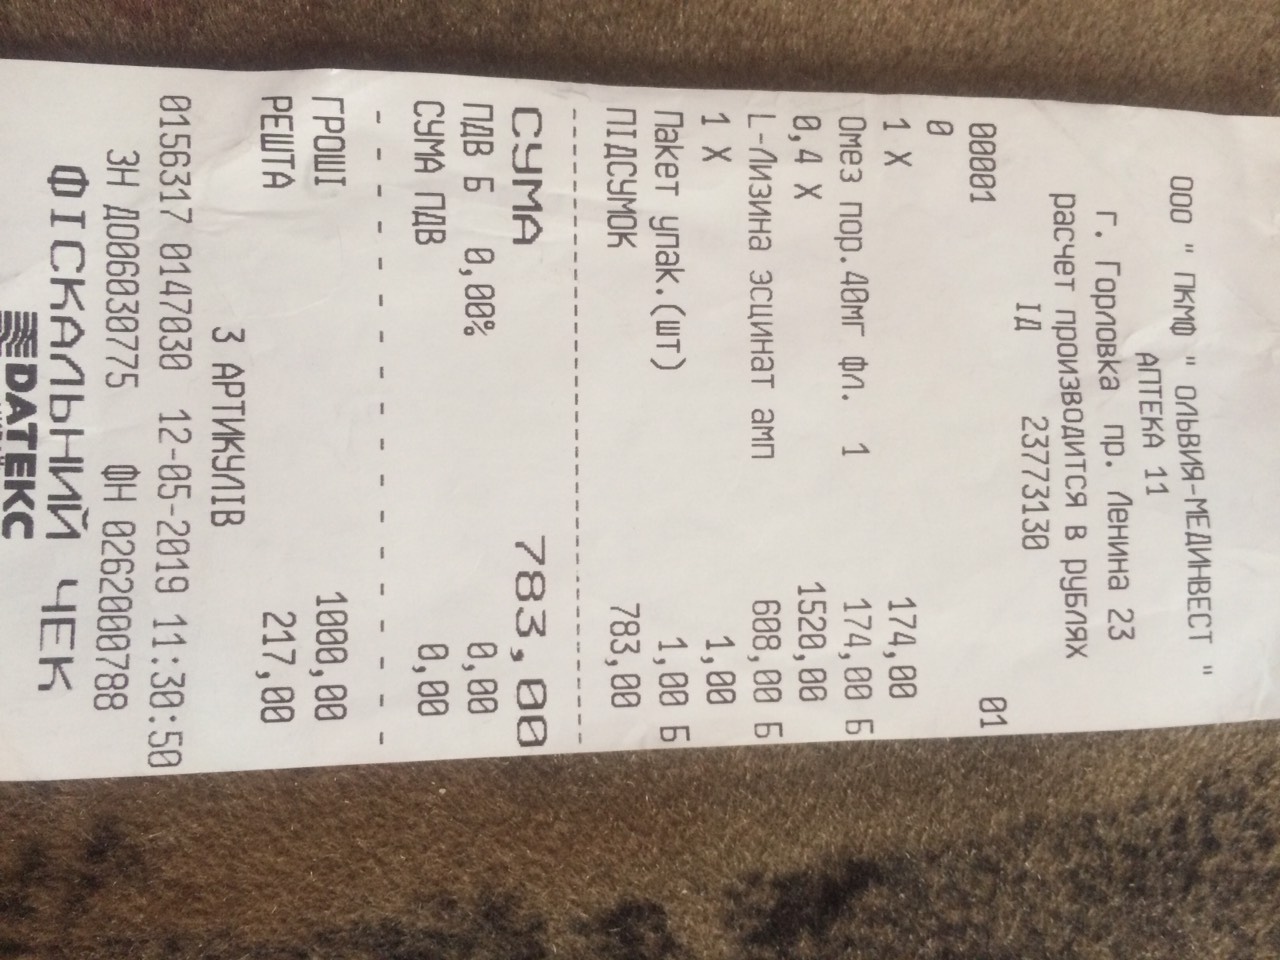 ООО " ПКМФ " ОЛЬВИЯ-МЕДИНВЕСТ "
АПТЕКА 11
г. Горловка пр. Ленина 23
расчет производится в рублях
ІД 23773130
00001 01
0
1 X 174,00
Омез пор.40мг фл. 1 174,00 Б
0,4 X 1520,00
L-Лизина эсцинат амп 608,00 Б
1 X 1,00
Пакет упак.(шт) 1,00 Б
ПІДСУМОК 783,00
СУМА 783,00
ПДВ Б 0,00% 0,00
СУМА ПДВ 0,00
ГРОШІ 1000,00
РЕШТА 217,00
3 АРТИКУЛІВ
0156317 0147030 12-05-2019 11:30:50
ЗН ДО06030775 ФН 0262000788
ФІСКАЛЬНИЙ ЧЕК
DATEKC